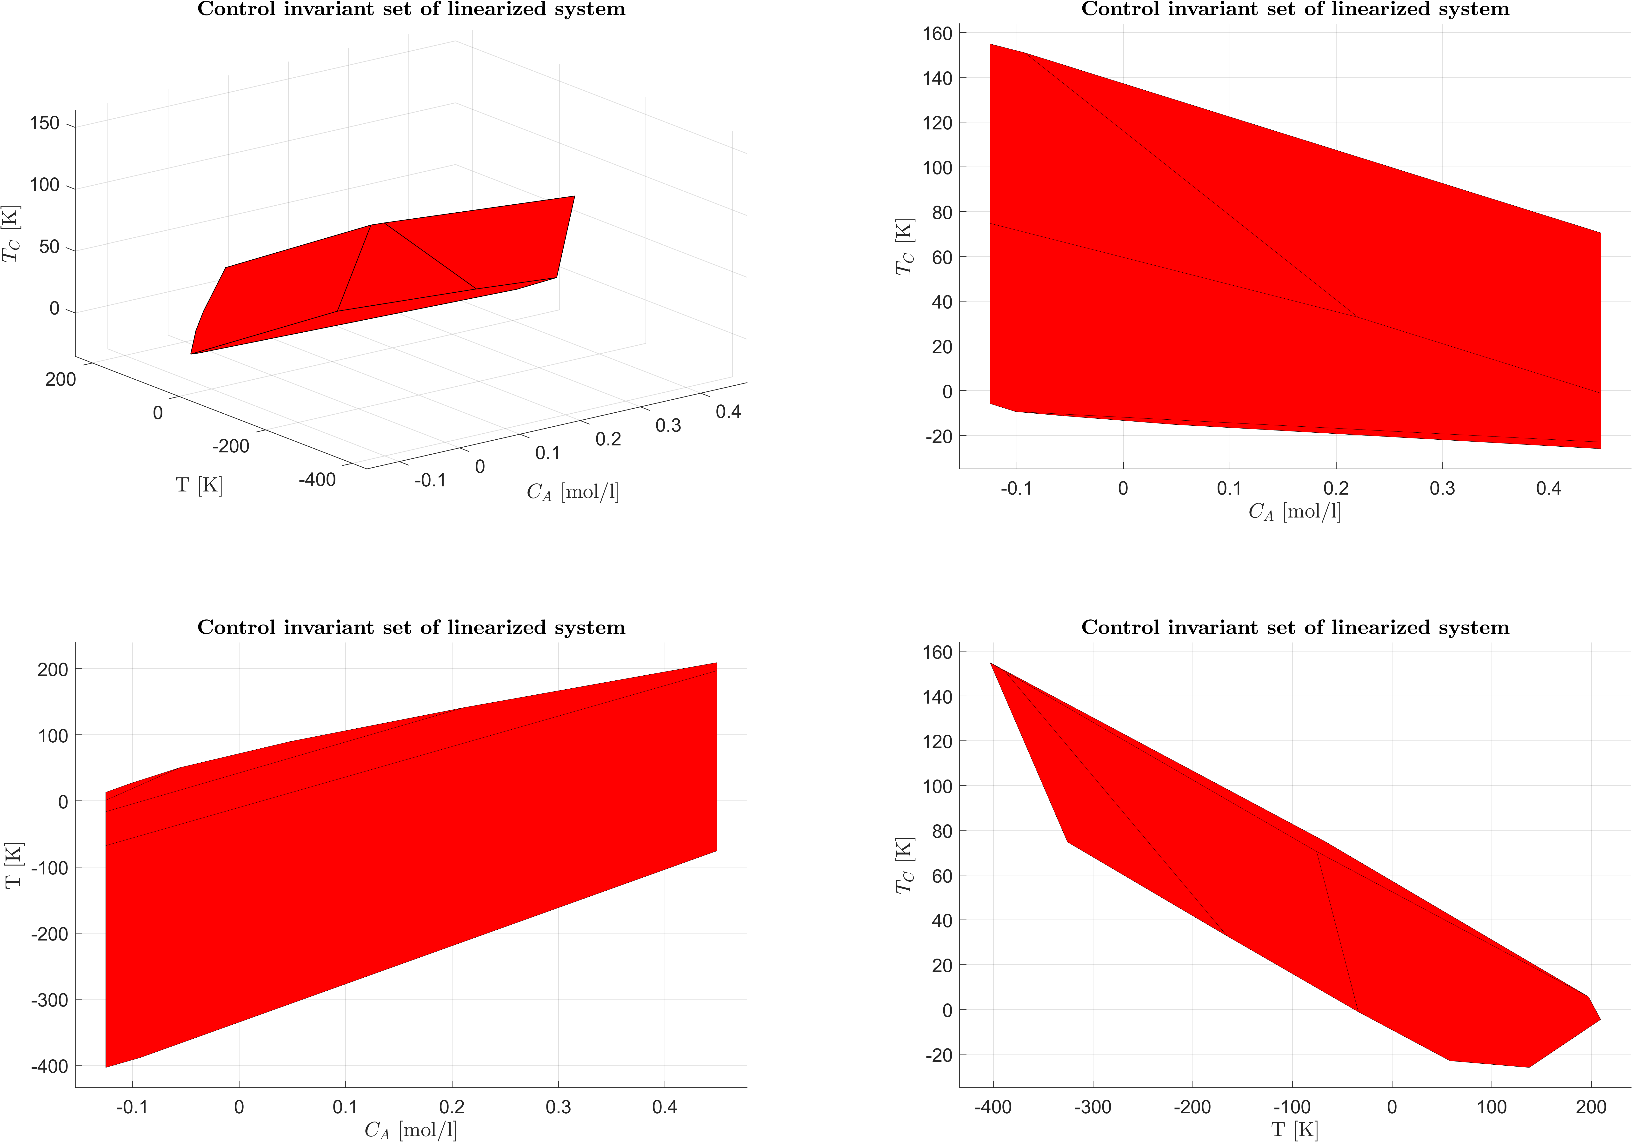 Control invariant set of linearized system
150
100
50
0
T_C [K]
200
0
-200
-400
T [K]
-0.1
0
0.1
0.2
0.3
0.4
C_A [mol/l]
Control invariant set of linearized system
160
140
120
100
80
60
40
20
0
-20
T_C [K]
-0.1 0 0.1 0.2 0.3 0.4
C_A [mol/l]
Control invariant set of linearized system
200
100
0
-100
-200
-300
-400
T [K]
-0.1 0 0.1 0.2 0.3 0.4
C_A [mol/l]
Control invariant set of linearized system
160
140
120
100
80
60
40
20
0
-20
T_C [K]
-400 -300 -200 -100 0 100 200
T [K]